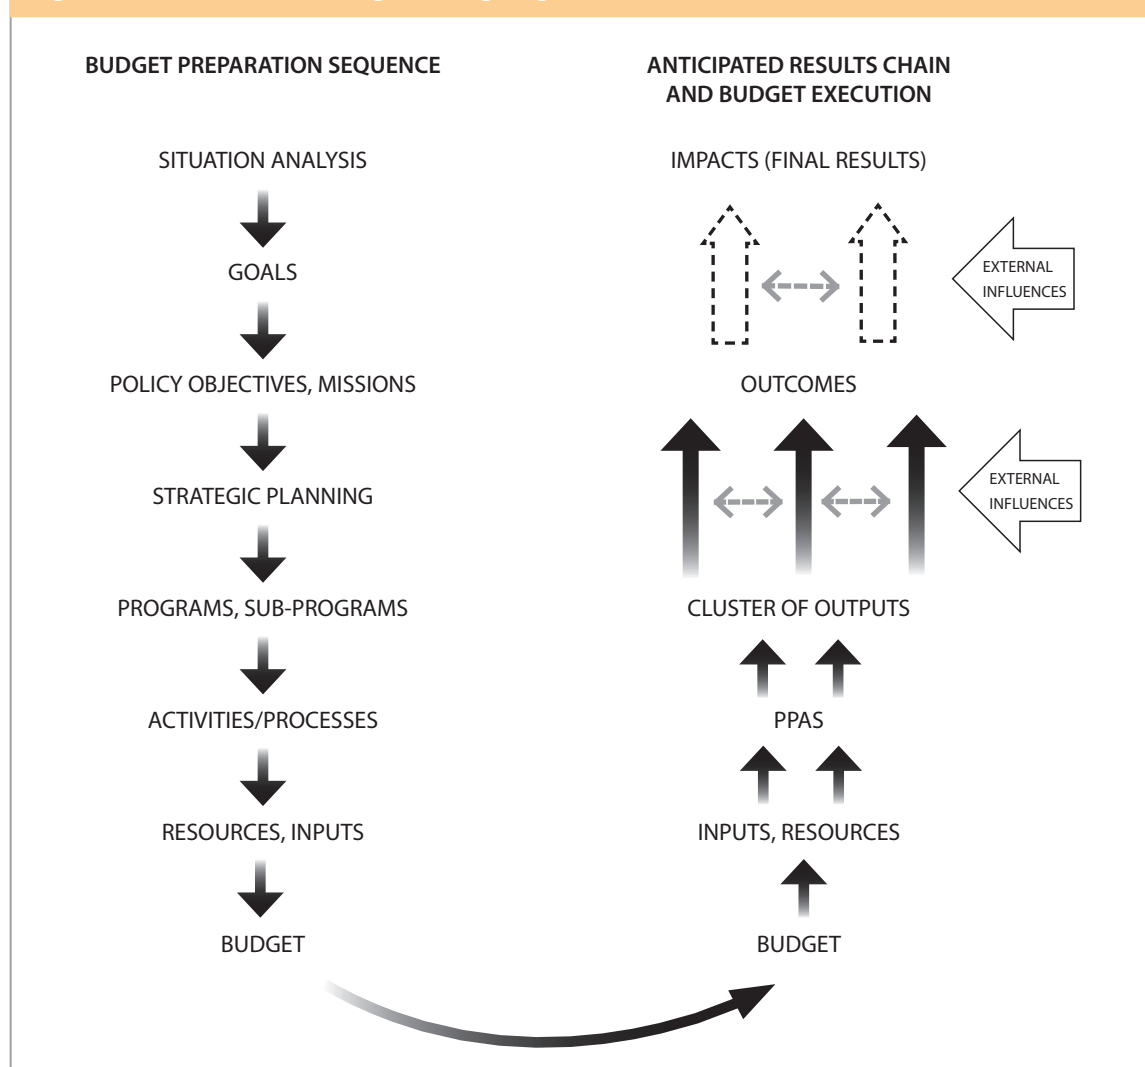 BUDGET PREPARATION SEQUENCE
SITUATION ANALYSIS
GOALS
POLICY OBJECTIVES, MISSIONS
STRATEGIC PLANNING
PROGRAMS, SUB-PROGRAMS
ACTIVITIES/PROCESSES
RESOURCES, INPUTS
BUDGET
ANTICIPATED RESULTS CHAIN
AND BUDGET EXECUTION
IMPACTS (FINAL RESULTS)
EXTERNAL
INFLUENCES
OUTCOMES
EXTERNAL
INFLUENCES
CLUSTER OF OUTPUTS
PPAS
INPUTS, RESOURCES
BUDGET